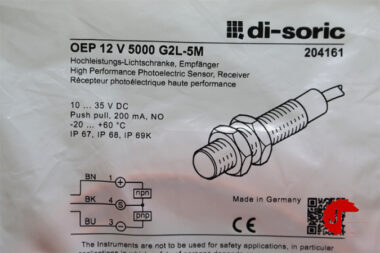 di-soric
OEP 12 V 5000 G2L-5M
204161
Hochleistungs-Lichtschranke, Empfänger
High Performance Photoelectric Sensor, Receiver
Récepteur photoélectrique haute performance
10 ... 35 V DC
Push pull, 200 mA, NO
-20 ... +60 °C
IP 67, IP 68, IP 69K
BN 1 +
npn
BK 4 S
pnp
BU 3 -
Made in Germany
CE
The Instruments are not to be used for safety applications, in particular